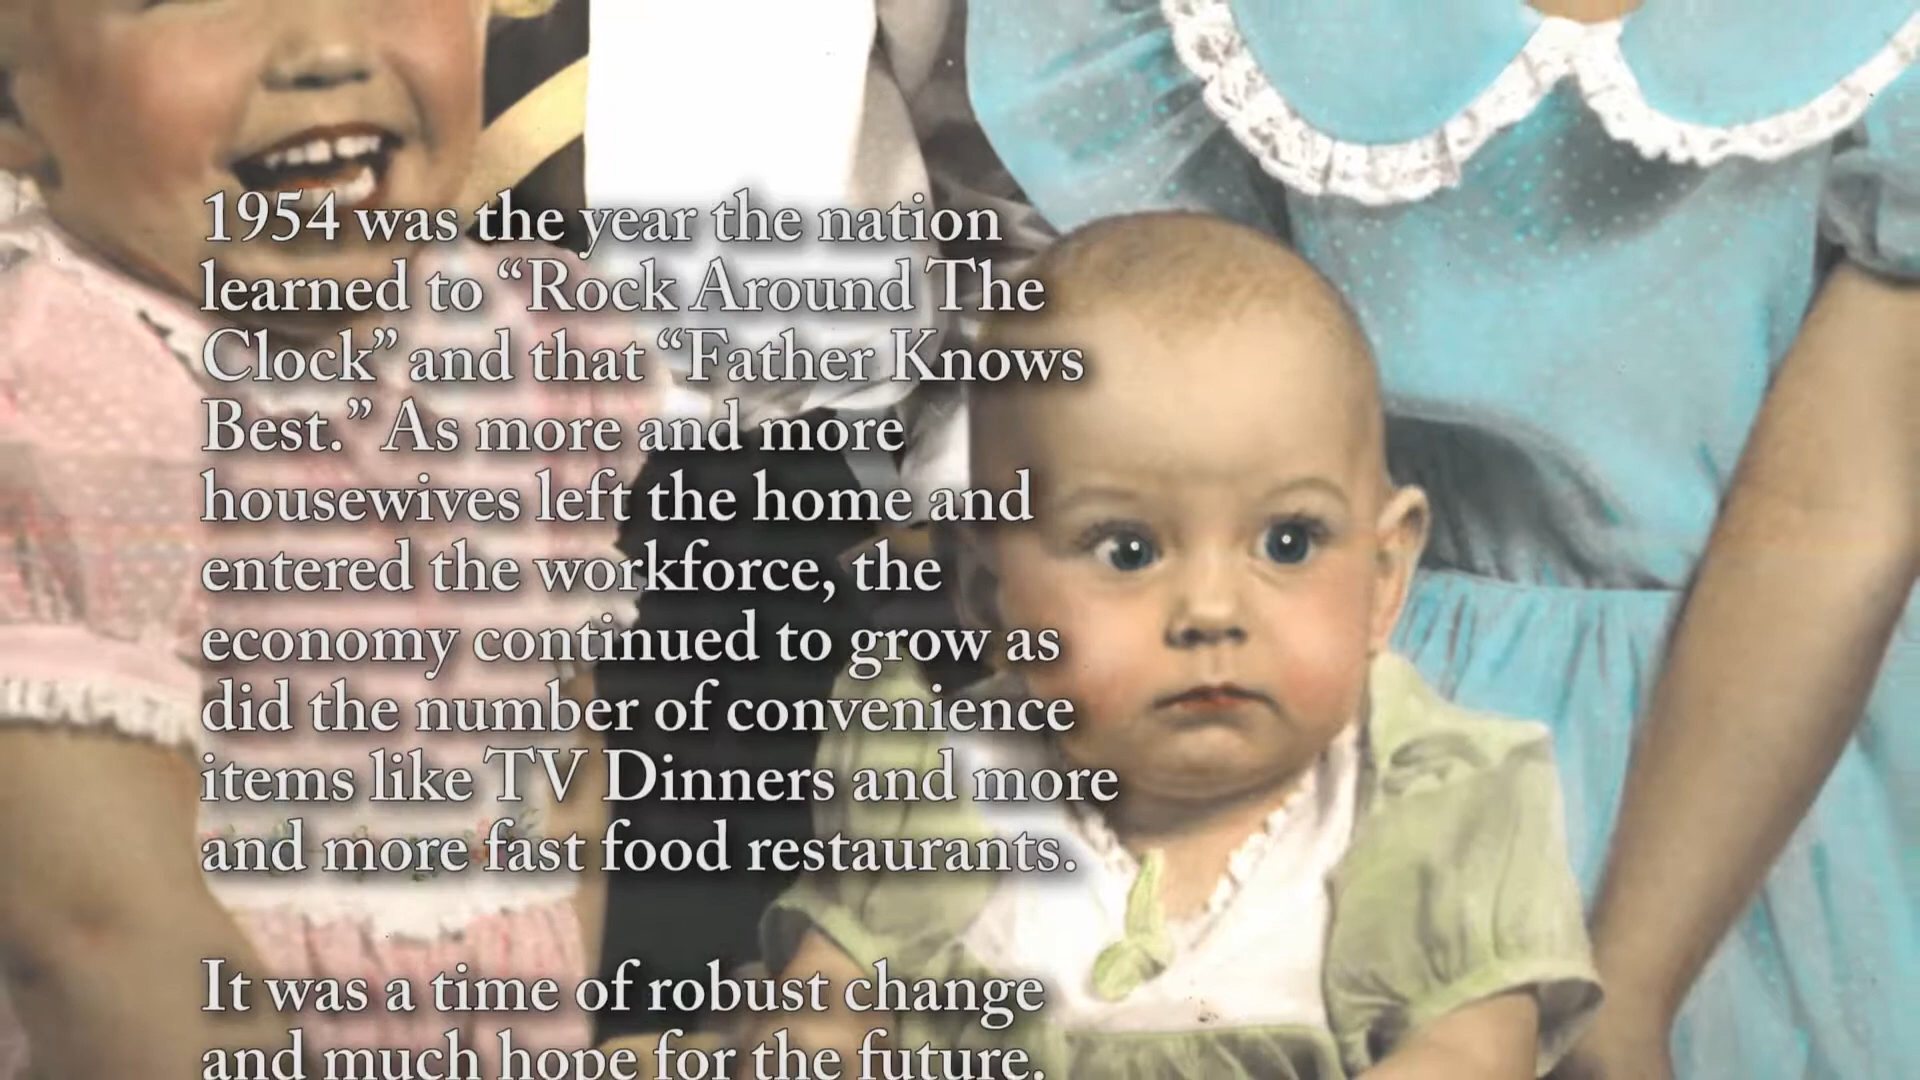 1954 was the year the nation
learned to “Rock Around The
Clock” and that “Father Knows
Best.” As more and more
housewives left the home and
entered the workforce, the
economy continued to grow as
did the number of convenience
items like TV Dinners and more
and more fast food restaurants.
It was a time of robust change
and much hope for the future.